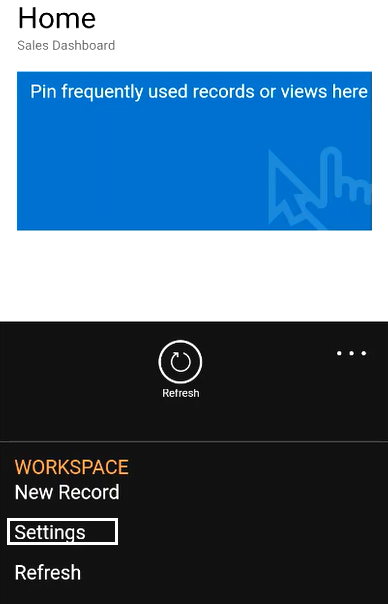 Home
Sales Dashboard
Pin frequently used records or views here
Refresh
WORKSPACE
New Record
Settings
Refresh